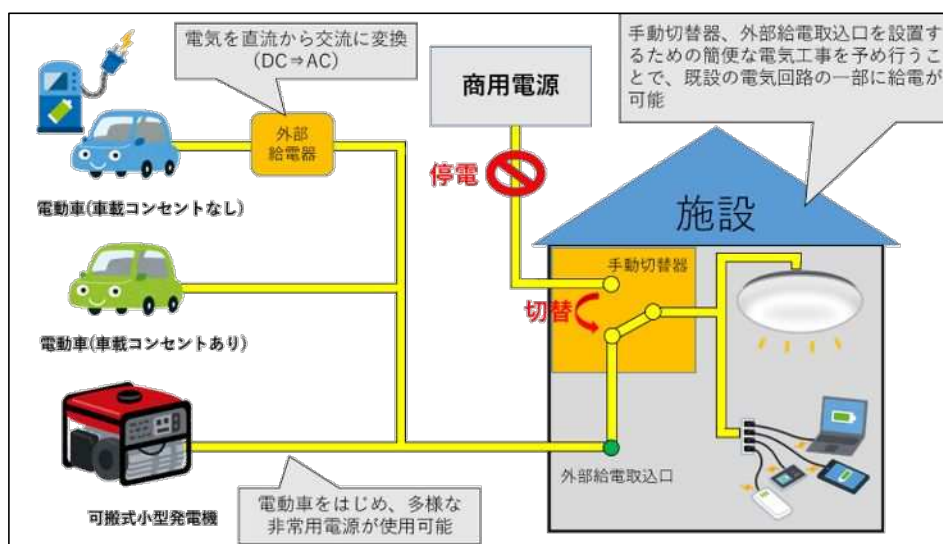 電気を直流から交流に変換
(DC⇒AC)
商用電源
手動切替器、外部給電取込口を設置す
るための簡便な電気工事を予め行うこ
とで、既設の電気回路の一部に給電が
可能
外部
給電器
停電
電動車(車載コンセントなし)
施設
手動切替器
切替
電動車(車載コンセントあり)
外部給電取込口
電動車をはじめ、多様な
非常用電源が使用可能
可搬式小型発電機